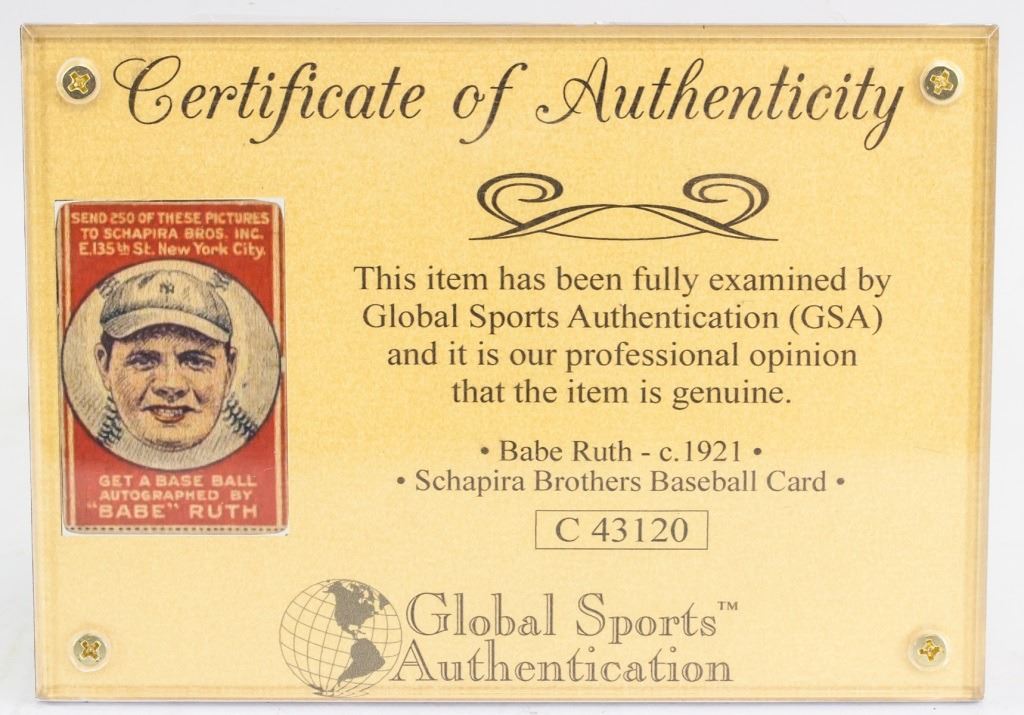 Certificate of Authenticity
SEND 250 OF THESE PICTURES
TO SCHAPIRA BROS. INC.
E.135th St. New York City.
NY
GET A BASE BALL
AUTOGRAPHED BY
"BABE" RUTH
This item has been fully examined by
Global Sports Authentication (GSA)
and it is our professional opinion
that the item is genuine.
• Babe Ruth - c.1921 •
• Schapira Brothers Baseball Card •
C 43120
Global Sports™
Authentication